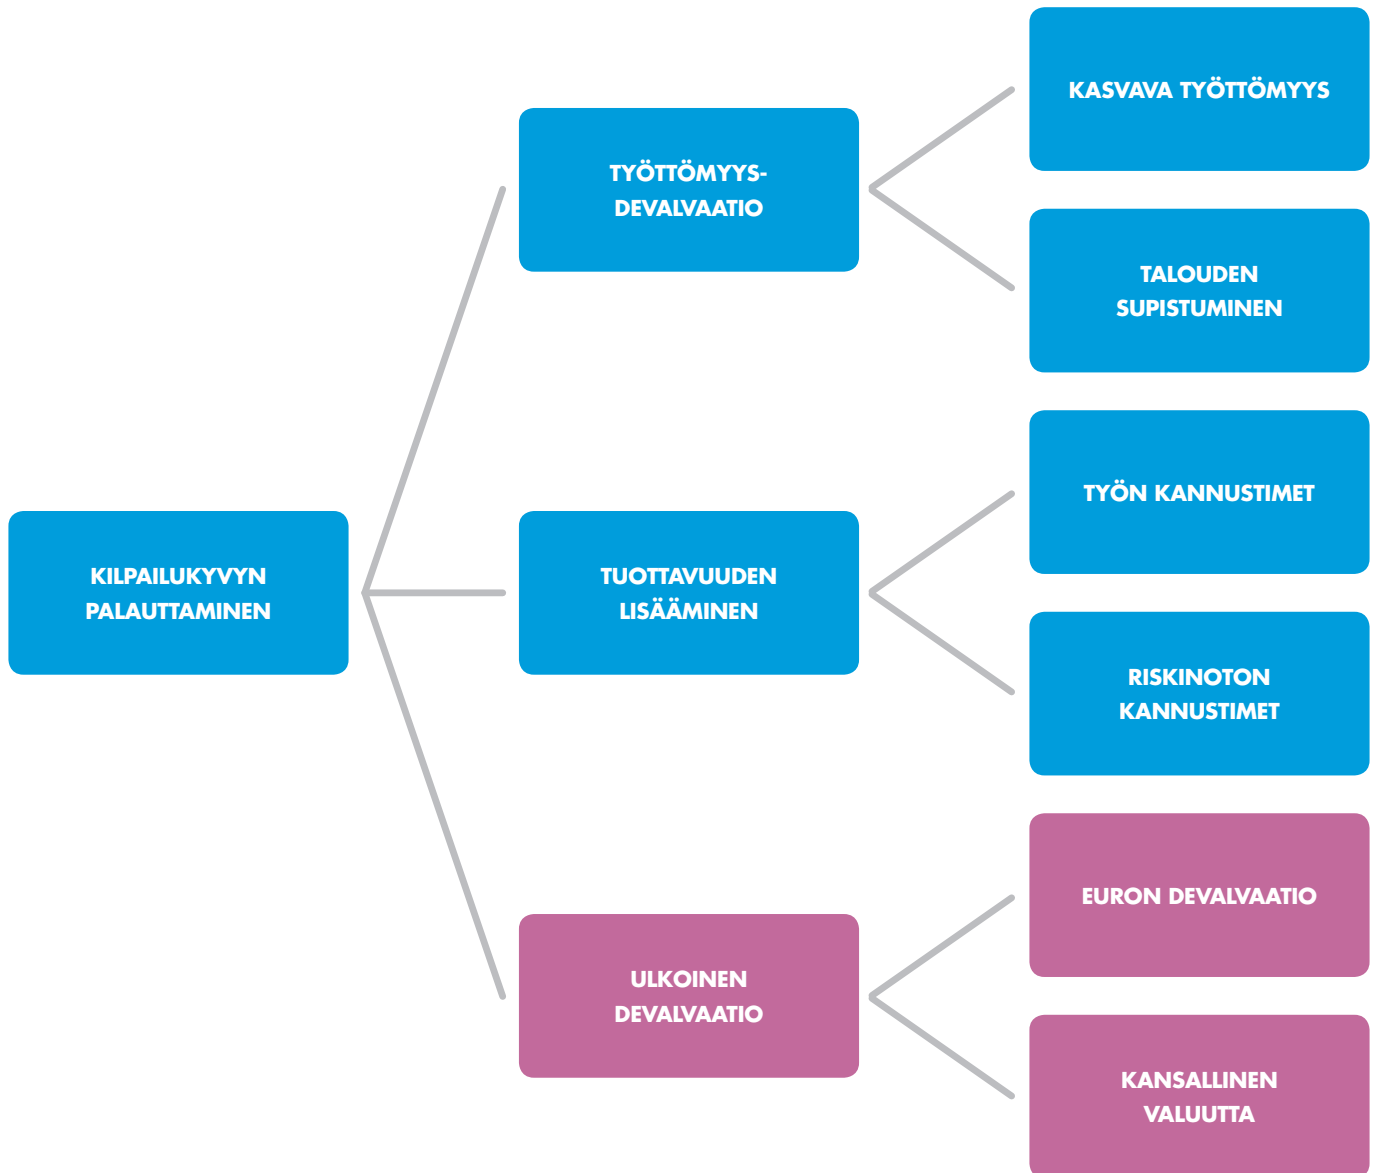 KASVAVA TYÖTTÖMYYS
TYÖTTÖMYYS-
DEVALVAATIO
TALOUDEN
SUPISTUMINEN
TYÖN KANNUSTIMET
KILPAILUKYVYN
PALAUTTAMINEN
TUOTTAVUUDEN
LISÄÄMINEN
RISKINOTON
KANNUSTIMET
EURON DEVALVAATIO
ULKOINEN
DEVALVAATIO
KANSALLINEN
VALUUTTA